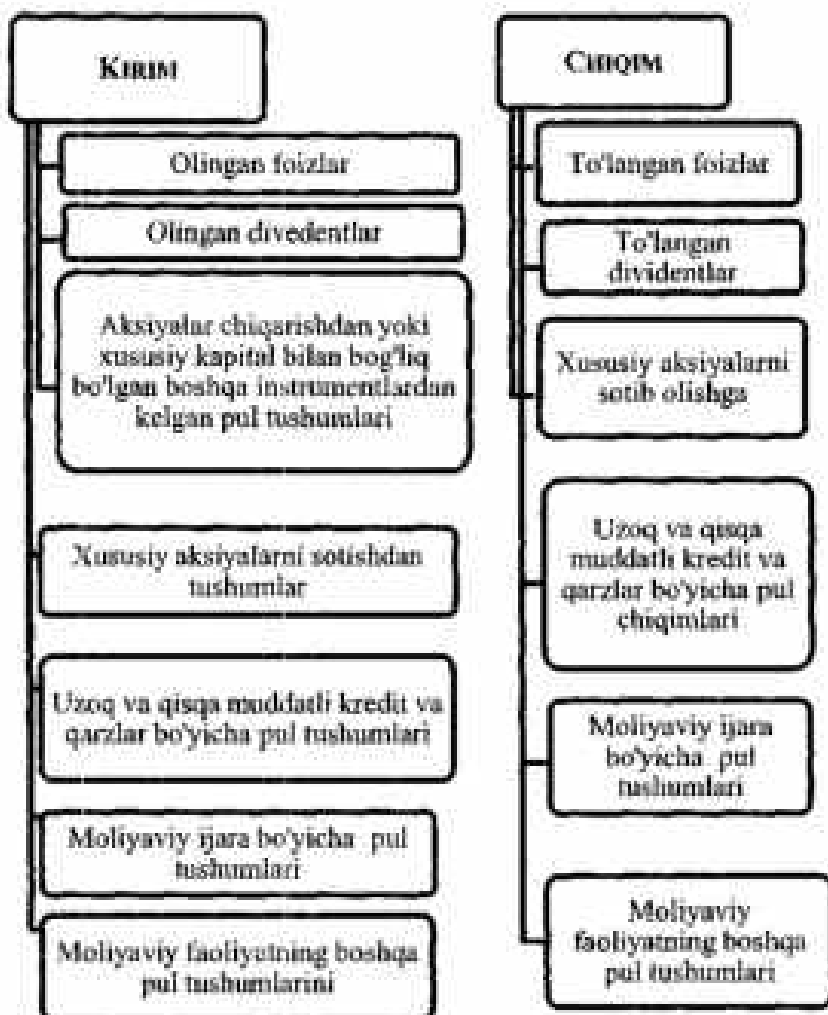 KIRIM
Olingan foizlar
Olingan divedentlar
Aksiyalar chiqarishdan yoki
xususiy kapital bilan bog'liq
bo'lgan boshqa instrumentlardan
kelgan pul tushumlari
Xususiy aksiyalarni sotishdan
tushumlar
Uzoq va qisqa muddatli kredit va
qarzlar bo'yicha pul tushumlari
Moliyaviy ijara bo'yicha pul
tushumlari
Moliyaviy faoliyatning boshqa
pul tushumlarini
CHIQIM
To'langan foizlar
To'langan
dividentlar
Xususiy aksiyalarni
sotib olishga
Uzoq va qisqa
muddatli kredit va
qarzlar bo'yicha pul
chiqimlari
Moliyaviy ijara
bo'yicha pul
tushumlari
Moliyaviy
faoliyatning boshqa
pul tushumlari